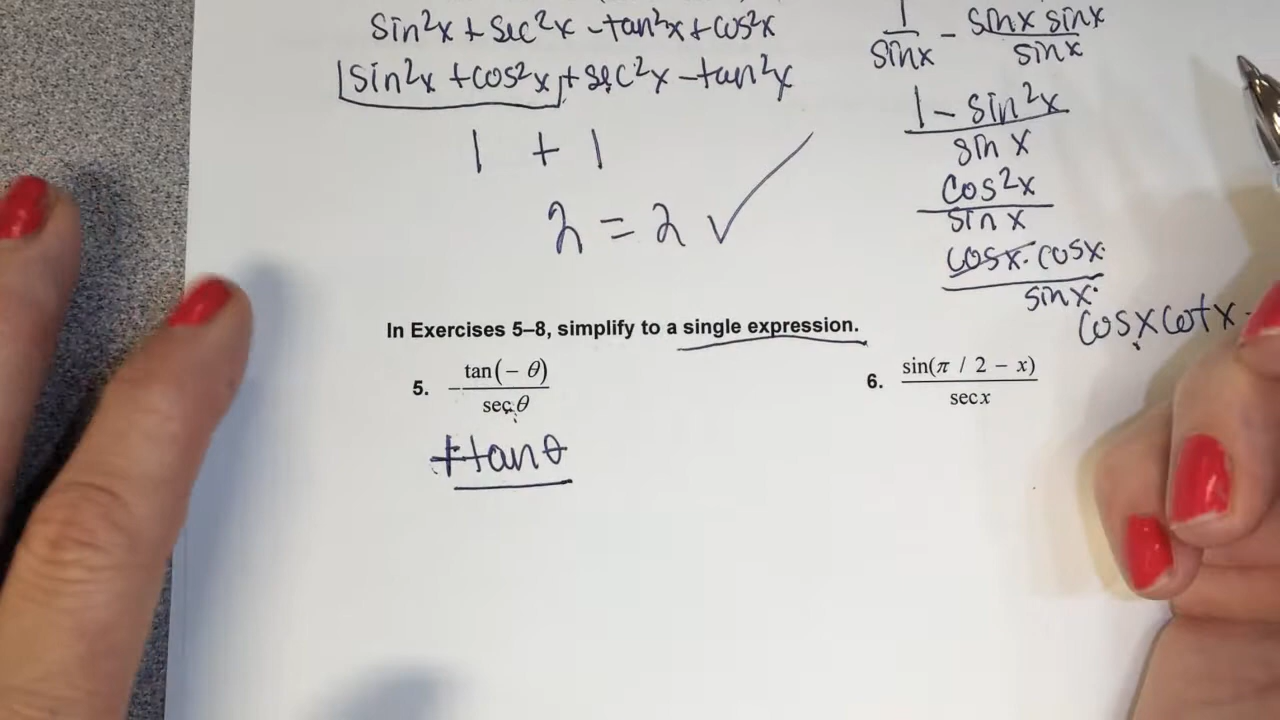 sin²x + sec²x - tan²x + cos²x
sin²x + cos²x + sec²x - tan²x
1 + 1
2 = 2 ✓
1/sinx - sinx sinx/sinx
1 - sin²x
sin x
cos²x
sin x
cosx · cosx
sinx
cosx cotx
In Exercises 5–8, simplify to a single expression.
5. -tan(− θ)/sec θ
+tanθ
6. sin(π / 2 − x)/sec x